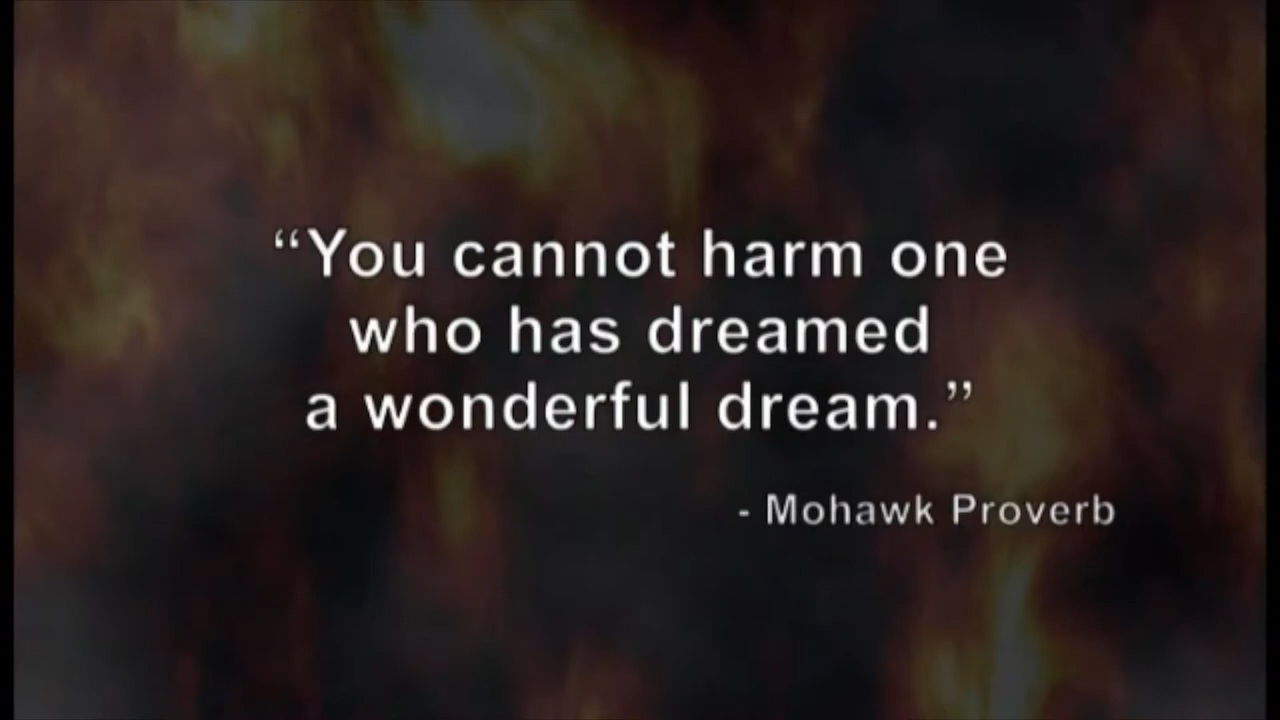 “You cannot harm one
who has dreamed
a wonderful dream.”
- Mohawk Proverb